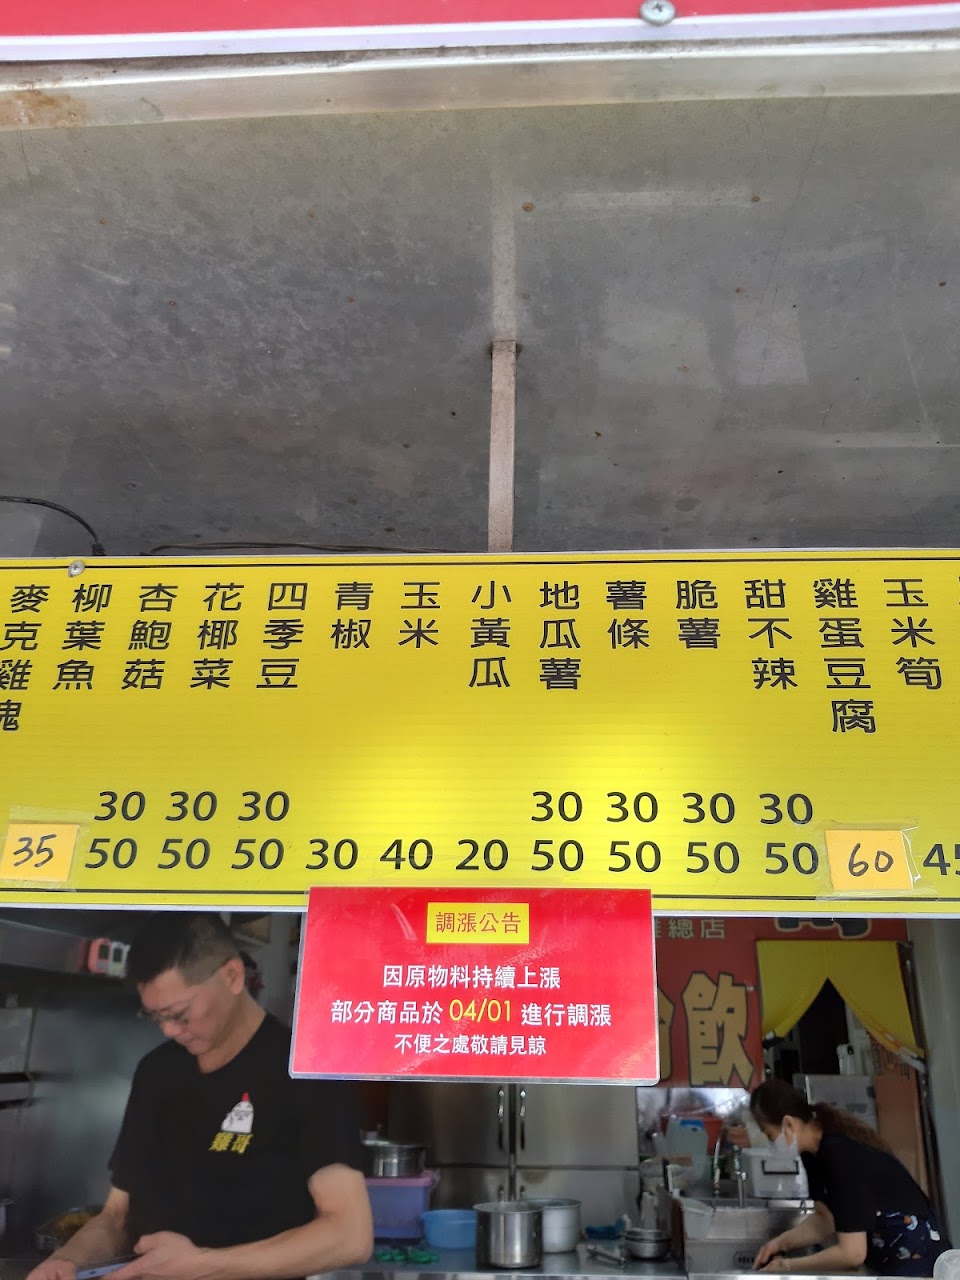 麥克雞塊
柳葉魚
杏鮑菇
花椰菜
四季豆
青椒
玉米
小黃瓜
地瓜薯
薯條
脆薯
甜不辣
雞蛋豆腐
玉米筍
30 30 30 30 30 30 30
35 50 50 50 30 40 20 50 50 50 50 60 45
調漲公告
因原物料持續上漲
部分商品於 04/01 進行調漲
不便之處敬請見諒
總店
飲
雞哥